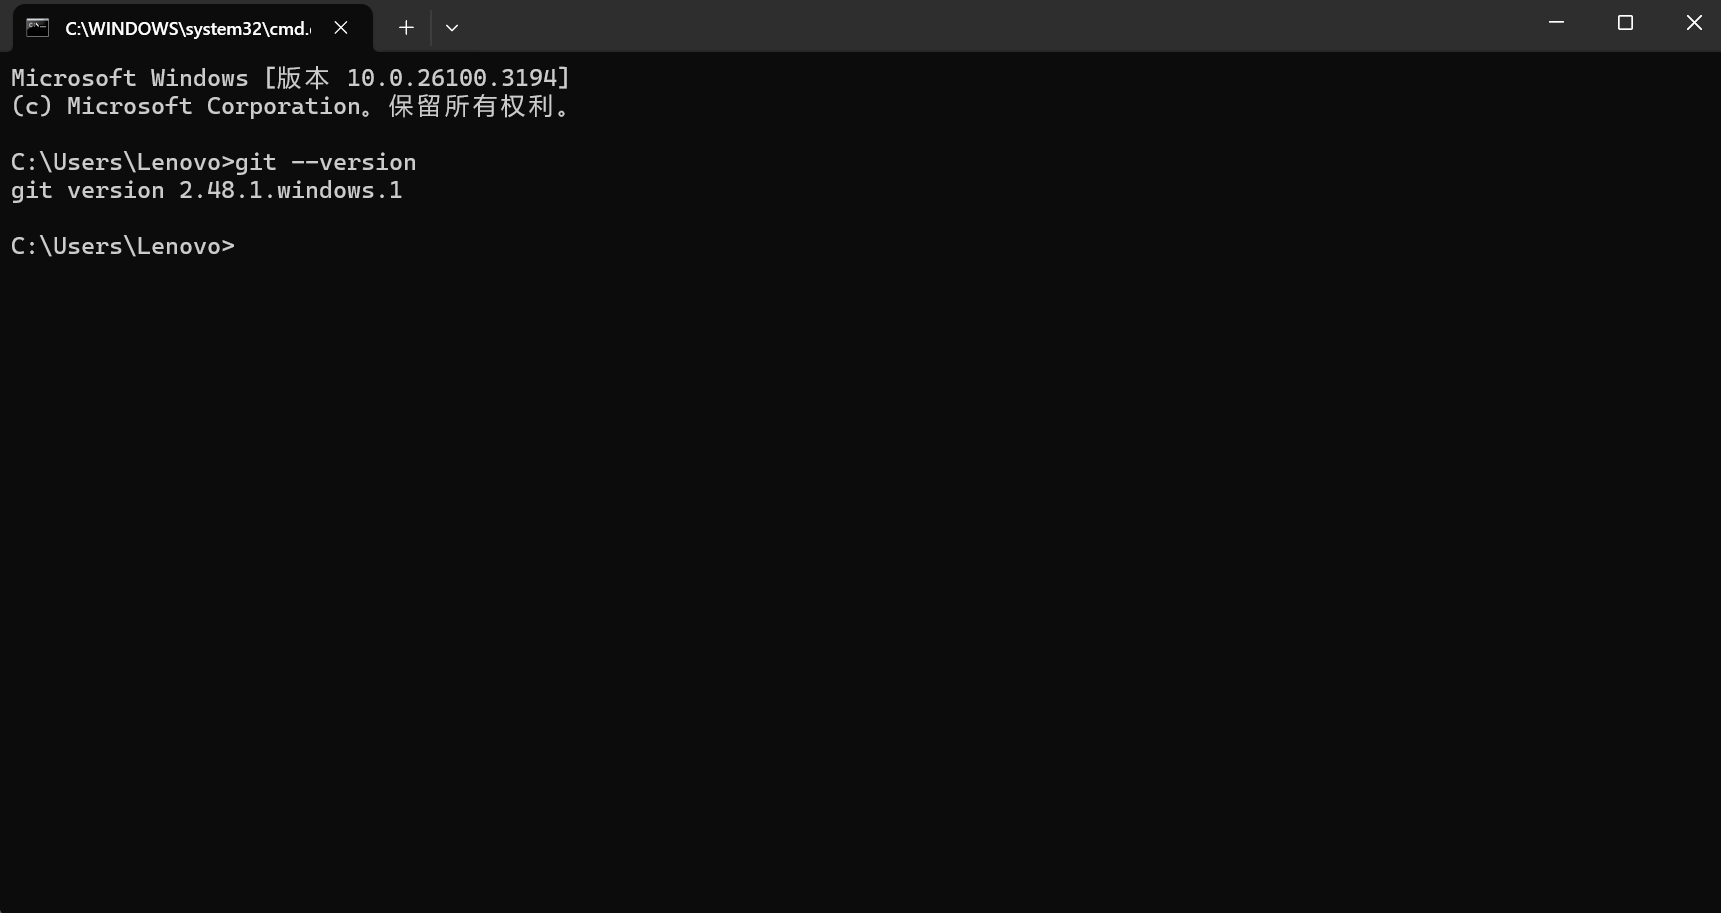 C:\WINDOWS\system32\cmd.
Microsoft Windows [版本 10.0.26100.3194]
(c) Microsoft Corporation。保留所有权利。
C:\Users\Lenovo>git --version
git version 2.48.1.windows.1
C:\Users\Lenovo>